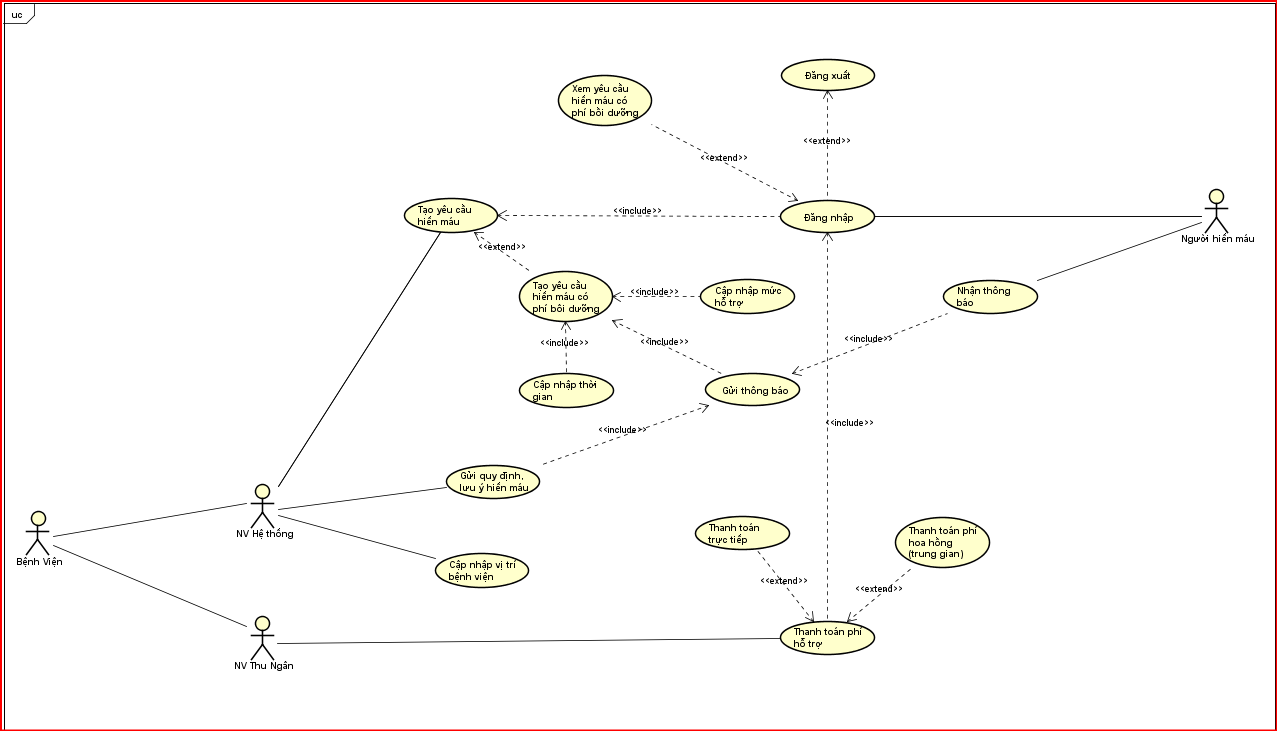 uc
Đăng xuất
Xem yêu cầu
hiến máu có
phí bồi dưỡng
<<extend>>
<<extend>>
Tạo yêu cầu
hiến máu
<<include>>
Đăng nhập
Người hiến máu
<<extend>>
Tạo yêu cầu
hiến máu có
phí bồi dưỡng
<<include>>
Cập nhập mức
hỗ trợ
Nhận thông
báo
<<include>>
<<include>>
<<include>>
Cập nhập thời
gian
Gửi thông báo
<<include>>
<<include>>
Gửi quy định,
lưu ý hiến máu
NV Hệ thống
Bệnh Viện
Cập nhập vị trí
bệnh viện
Thanh toán
trực tiếp
Thanh toán phí
hoa hồng
(trung gian)
<<extend>>
<<extend>>
Thanh toán phí
hỗ trợ
NV Thu Ngân